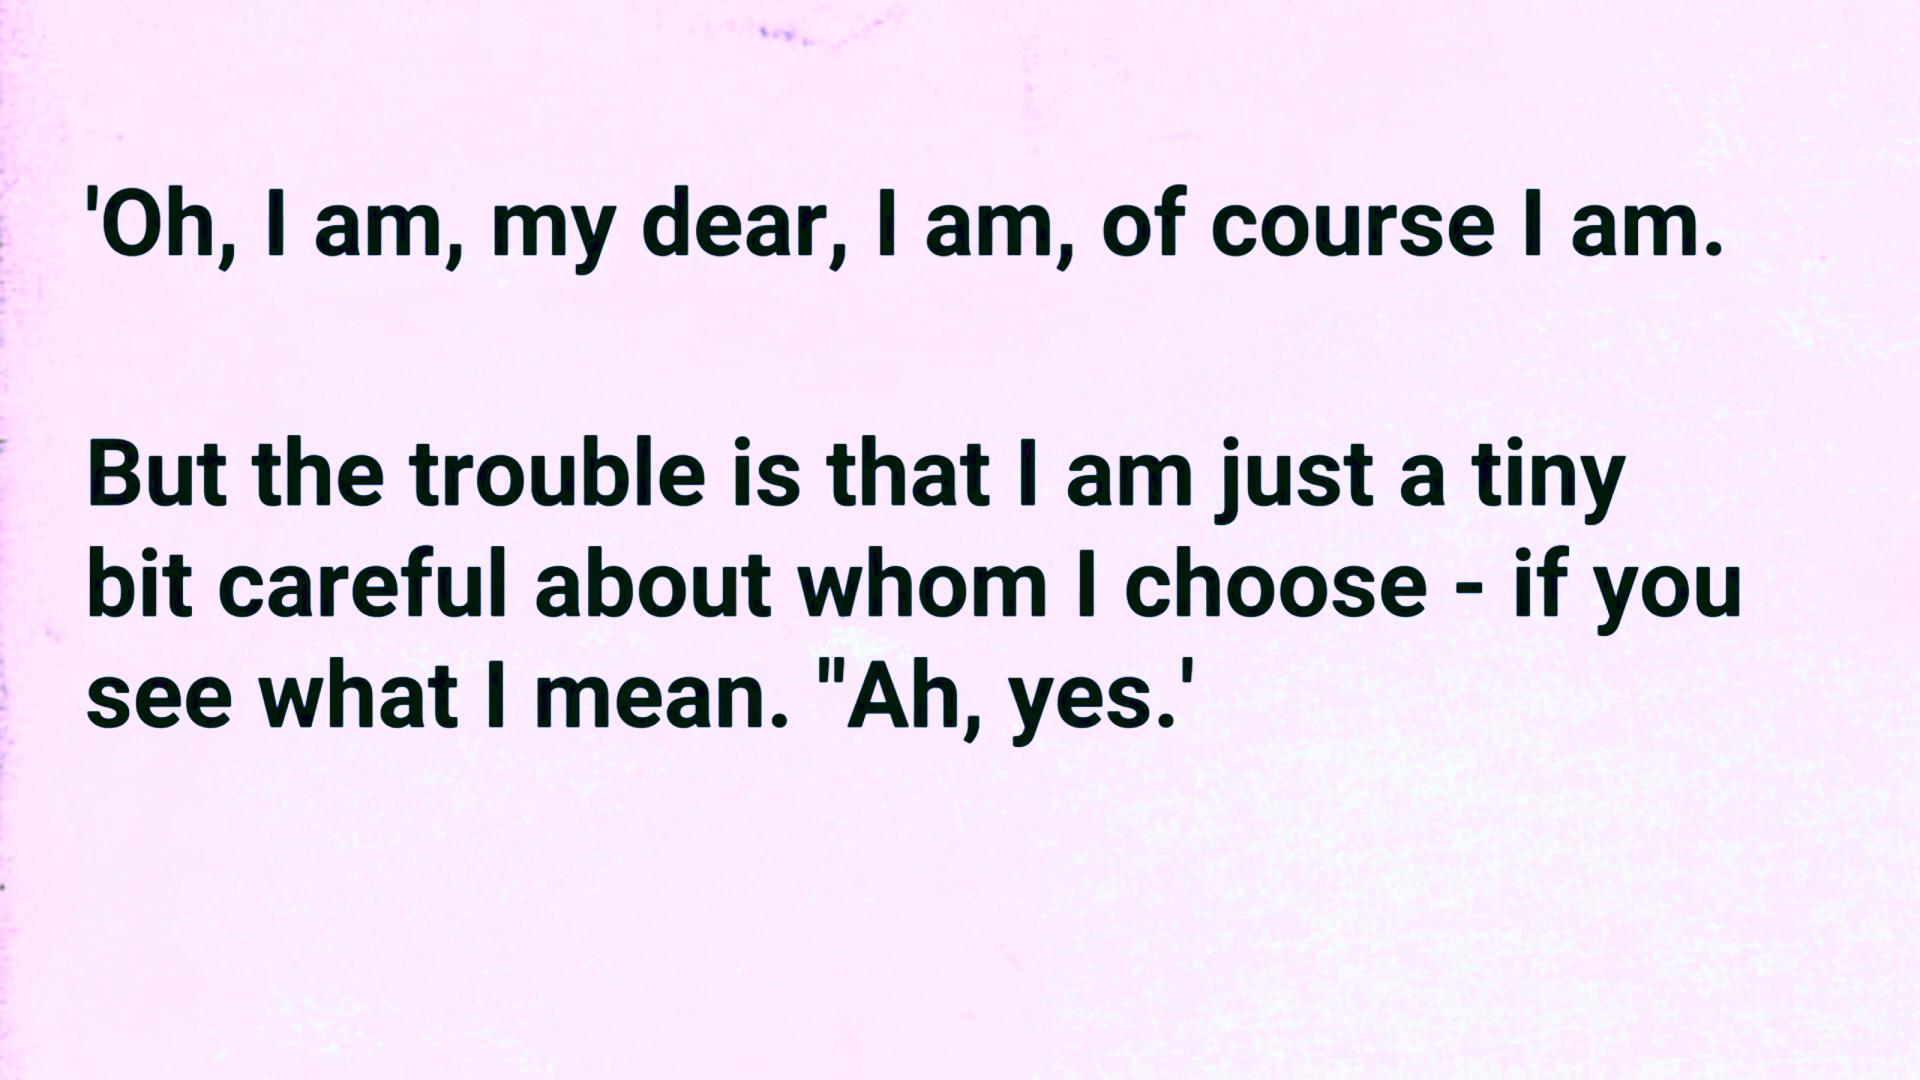 'Oh, I am, my dear, I am, of course I am.
But the trouble is that I am just a tiny
bit careful about whom I choose - if you
see what I mean. "Ah, yes.'